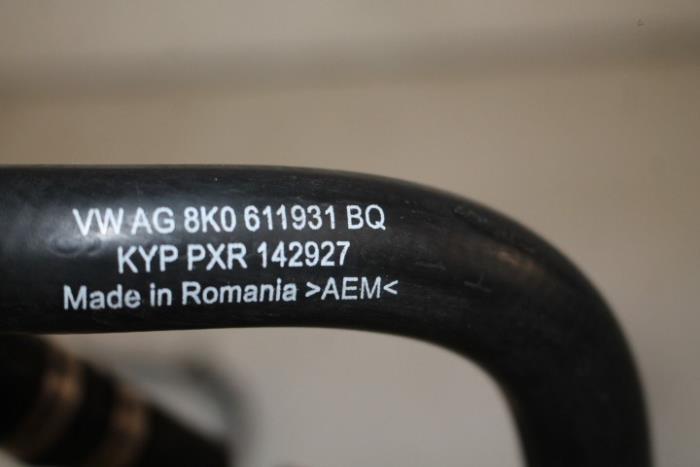 VW AG 8K0 611931 BQ
KYP PXR 142927
Made in Romania >AEM<